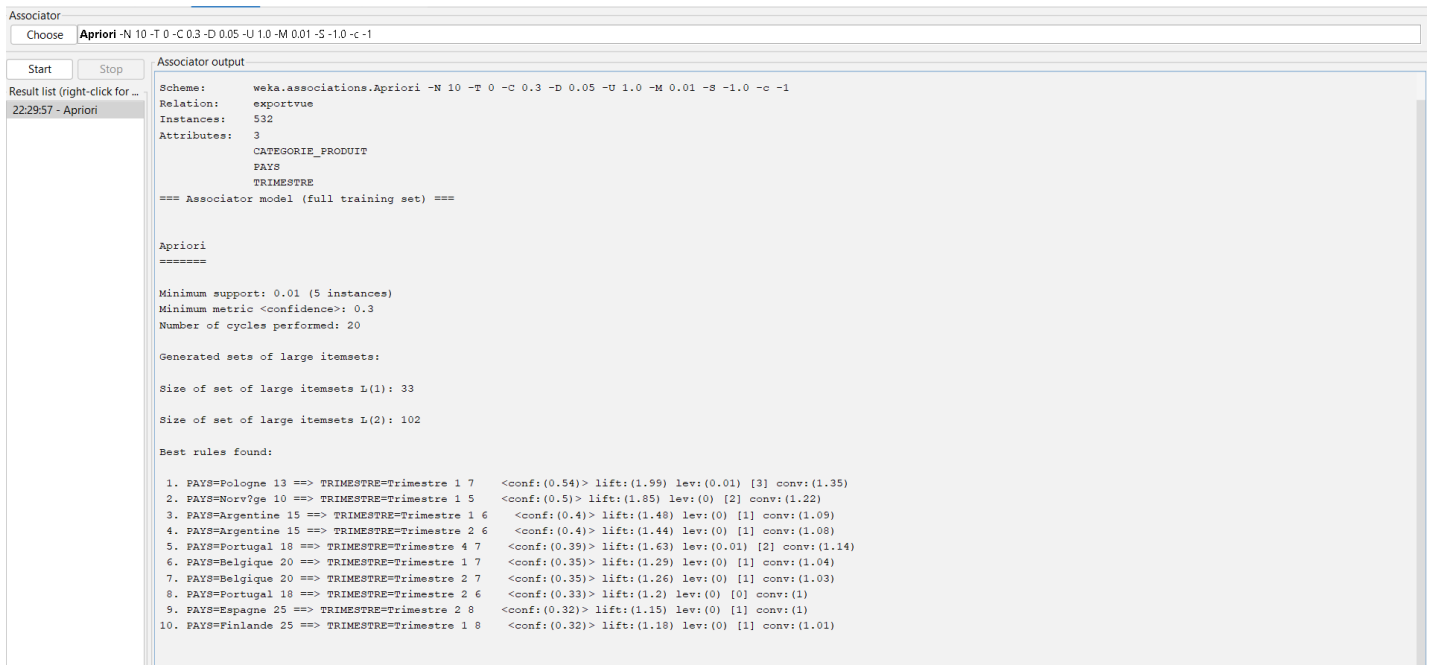 Associator
Choose Apriori -N 10 -T 0 -C 0.3 -D 0.05 -U 1.0 -M 0.01 -S -1.0 -c -1
Start Stop
Result list (right-click for ...
22:29:57 - Apriori
Associator output
Scheme: weka.associations.Apriori -N 10 -T 0 -C 0.3 -D 0.05 -U 1.0 -M 0.01 -S -1.0 -c -1
Relation: exportvue
Instances: 532
Attributes: 3
CATEGORIE_PRODUIT
PAYS
TRIMESTRE
=== Associator model (full training set) ===
Apriori
=======
Minimum support: 0.01 (5 instances)
Minimum metric <confidence>: 0.3
Number of cycles performed: 20
Generated sets of large itemsets:
Size of set of large itemsets L(1): 33
Size of set of large itemsets L(2): 102
Best rules found:
1. PAYS=Pologne 13 ==> TRIMESTRE=Trimestre 1 7 <conf:(0.54)> lift:(1.99) lev:(0.01) [3] conv:(1.35)
2. PAYS=Norv?ge 10 ==> TRIMESTRE=Trimestre 1 5 <conf:(0.5)> lift:(1.85) lev:(0) [2] conv:(1.22)
3. PAYS=Argentine 15 ==> TRIMESTRE=Trimestre 1 6 <conf:(0.4)> lift:(1.48) lev:(0) [1] conv:(1.09)
4. PAYS=Argentine 15 ==> TRIMESTRE=Trimestre 2 6 <conf:(0.4)> lift:(1.44) lev:(0) [1] conv:(1.08)
5. PAYS=Portugal 18 ==> TRIMESTRE=Trimestre 4 7 <conf:(0.39)> lift:(1.63) lev:(0.01) [2] conv:(1.14)
6. PAYS=Belgique 20 ==> TRIMESTRE=Trimestre 1 7 <conf:(0.35)> lift:(1.29) lev:(0) [1] conv:(1.04)
7. PAYS=Belgique 20 ==> TRIMESTRE=Trimestre 2 7 <conf:(0.35)> lift:(1.26) lev:(0) [1] conv:(1.03)
8. PAYS=Portugal 18 ==> TRIMESTRE=Trimestre 2 6 <conf:(0.33)> lift:(1.2) lev:(0) [0] conv:(1)
9. PAYS=Espagne 25 ==> TRIMESTRE=Trimestre 2 8 <conf:(0.32)> lift:(1.15) lev:(0) [1] conv:(1)
10. PAYS=Finlande 25 ==> TRIMESTRE=Trimestre 1 8 <conf:(0.32)> lift:(1.18) lev:(0) [1] conv:(1.01)